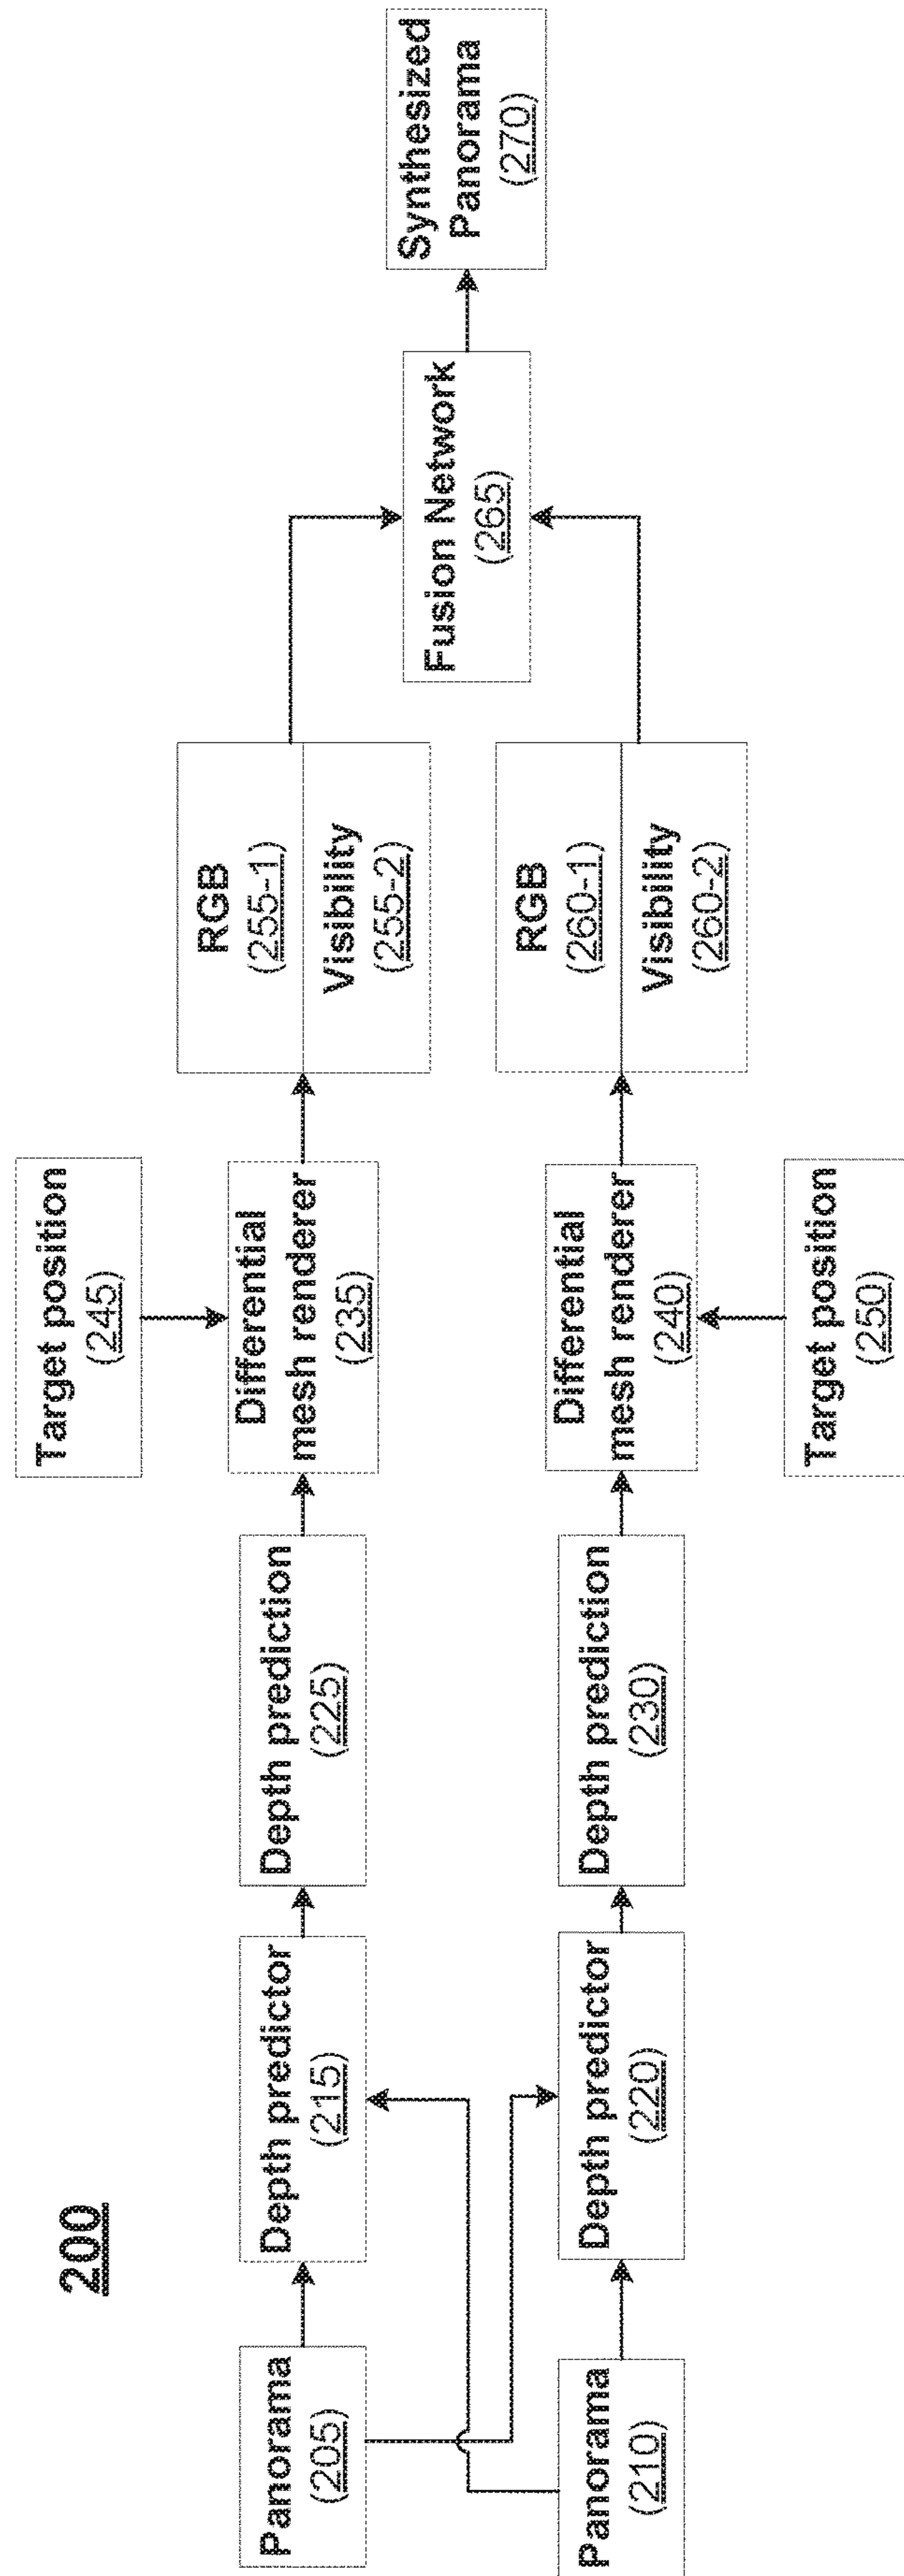 200
Panorama
(205)
Panorama
(210)
Depth predictor
(215)
Depth predictor
(220)
Depth prediction
(225)
Depth prediction
(230)
Target position
(245)
Differential
mesh renderer
(235)
Differential
mesh renderer
(240)
Target position
(250)
RGB
(255-1)
Visibility
(255-2)
RGB
(260-1)
Visibility
(260-2)
Fusion Network
(265)
Synthesized
Panorama
(270)